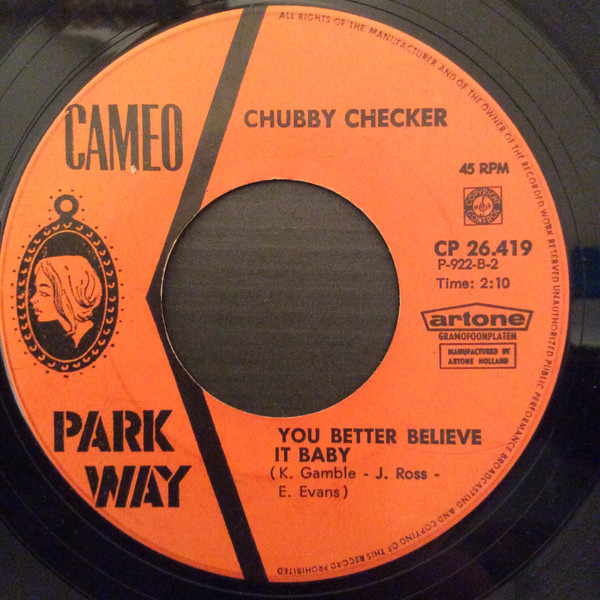 ALL RIGHTS OF THE MANUFACTURER AND OF THE OWNER OF THE RECORDED WORK RESERVED UNAUTHORIZED PUBLIC PERFORMANCE BROADCASTING AND COPYING OF THIS RECORD PROHIBITED
CAMEO
CHUBBY CHECKER
45 RPM
CP 26.419
P-922-B-2
Time: 2:10
artone
GRAMOFOONPLATEN
MANUFACTURED BY
ARTONE HOLLAND
PARK
WAY
YOU BETTER BELIEVE
IT BABY
(K. Gamble - J. Ross -
E. Evans)